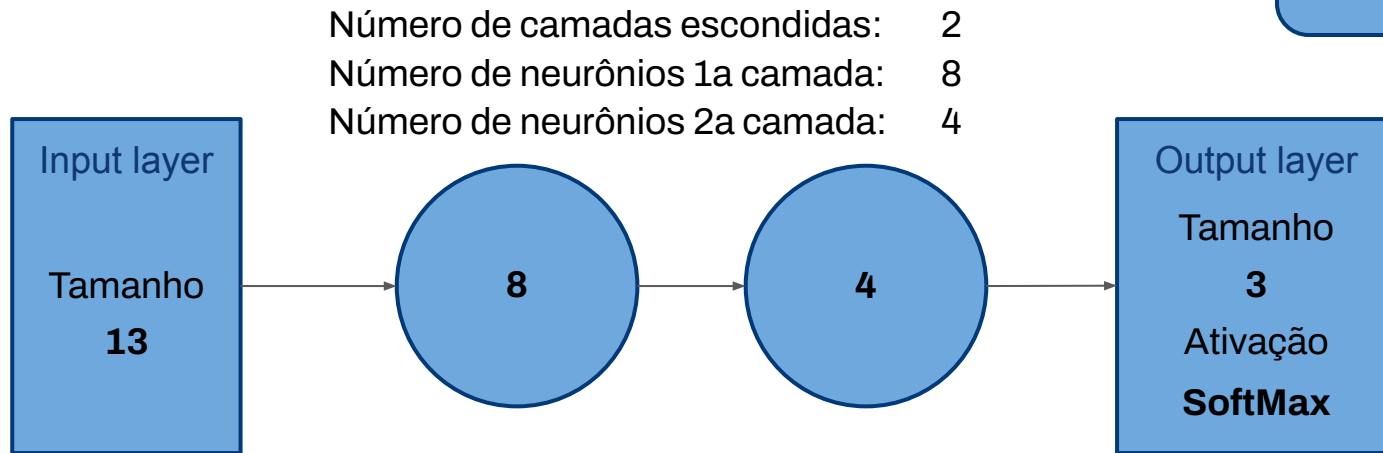 Número de camadas escondidas: 2
Número de neurônios 1a camada: 8
Número de neurônios 2a camada: 4
Input layer
Tamanho
13
8
4
Output layer
Tamanho
3
Ativação
SoftMax